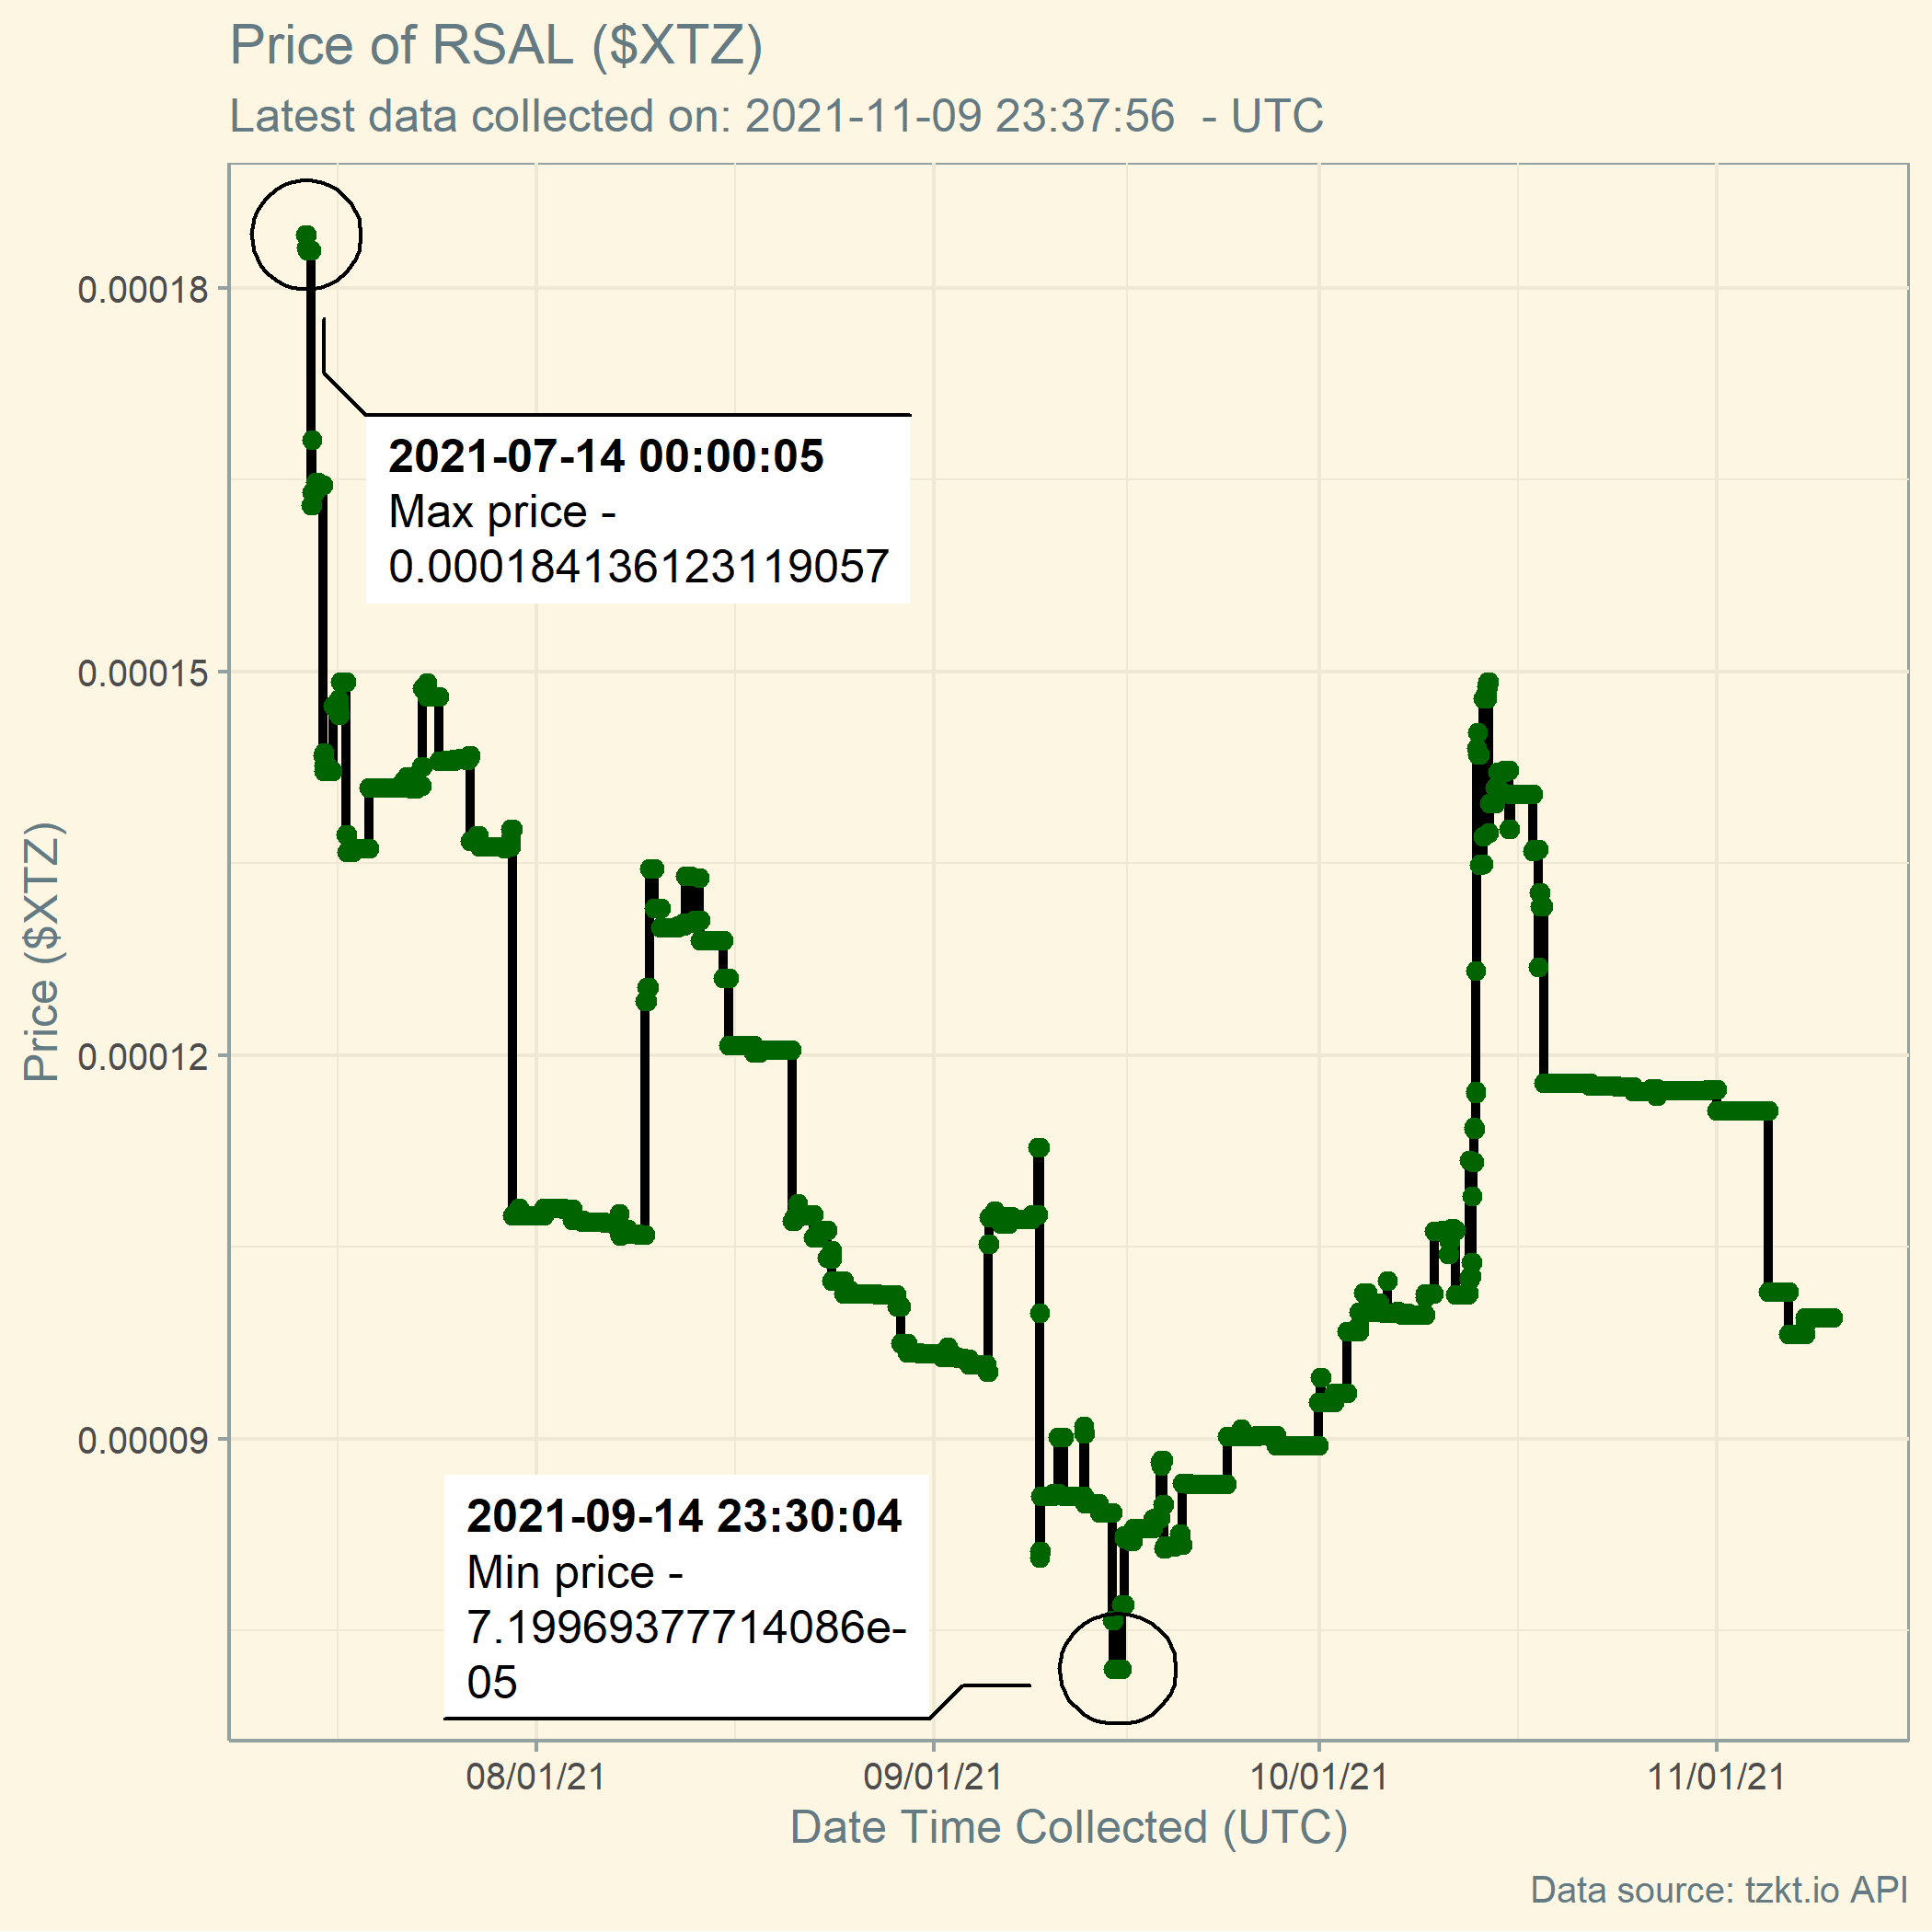 Price of RSAL ($XTZ)
Latest data collected on: 2021-11-09 23:37:56  - UTC
0.00018
2021-07-14 00:00:05
Max price -
0.000184136123119057
0.00015
Price ($XTZ)
0.00012
0.00009
2021-09-14 23:30:04
Min price -
7.19969377714086e-
05
08/01/21
09/01/21
10/01/21
11/01/21
Date Time Collected (UTC)
Data source: tzkt.io API